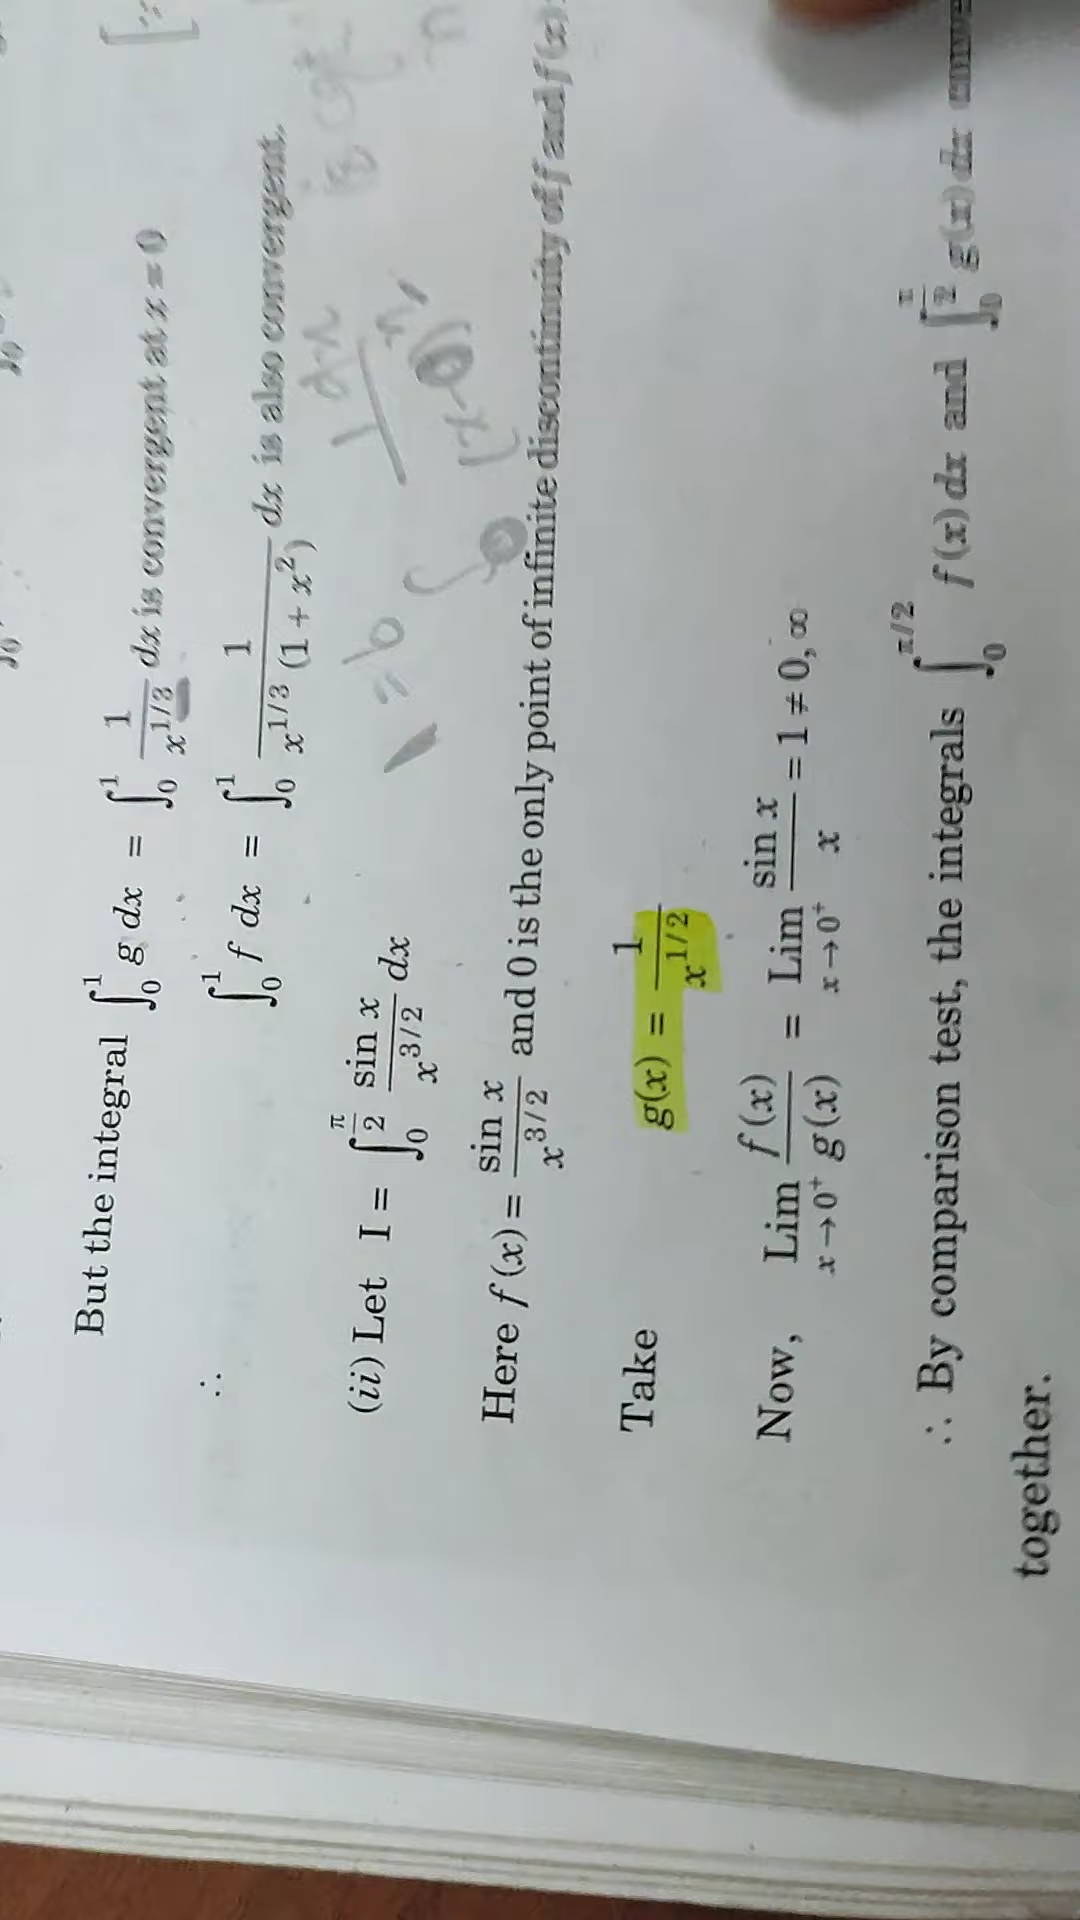 But the integral ∫₀¹ g dx = ∫₀¹ 1/x^{1/3} dx is convergent at x = 0
∴ ∫₀¹ f dx = ∫₀¹ 1/(x^{1/3} (1 + x²)) dx is also convergent.
(ii) Let I = ∫₀^{π/2} sin x/x^{3/2} dx
Here f(x) = sin x/x^{3/2} and 0 is the only point of infinite discontinuity of f and f(x)
Take g(x) = 1/x^{1/2}
Now, Lim_{x→0⁺} f(x)/g(x) = Lim_{x→0⁺} sin x/x = 1 ≠ 0, ∞
∴ By comparison test, the integrals ∫₀^{π/2} f(x) dx and ∫₀^{π/2} g(x) dx
together.